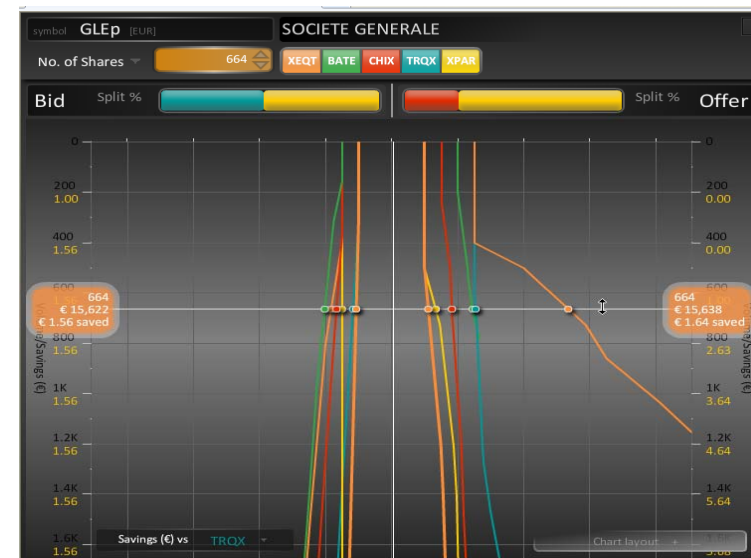 symbol GLEp [EUR] SOCIETE GENERALE
No. of Shares 664 XEQT BATE CHIX TRQX XPAR
Bid Split % Split % Offer
0 0
200 200
1.00 0.00
400 400
1.56 0.00
600 600
664 664
€ 15,622 € 15,638
€ 1.56 saved € 1.64 saved
800 800
1.56 2.63
/Savings (€) /Savings (€)
1K 1K
1.56 3.64
1.2K 1.2K
1.56 4.64
1.4K 1.4K
1.56 5.64
1.6K
1.56
Savings (€) vs TRQX Chart layout +